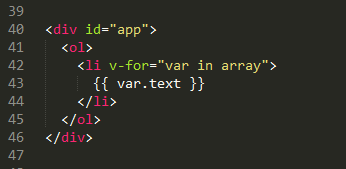 39
40 <div id="app">
41 <ol>
42 <li v-for="var in array">
43 {{ var.text }}
44 </li>
45 </ol>
46 </div>
47